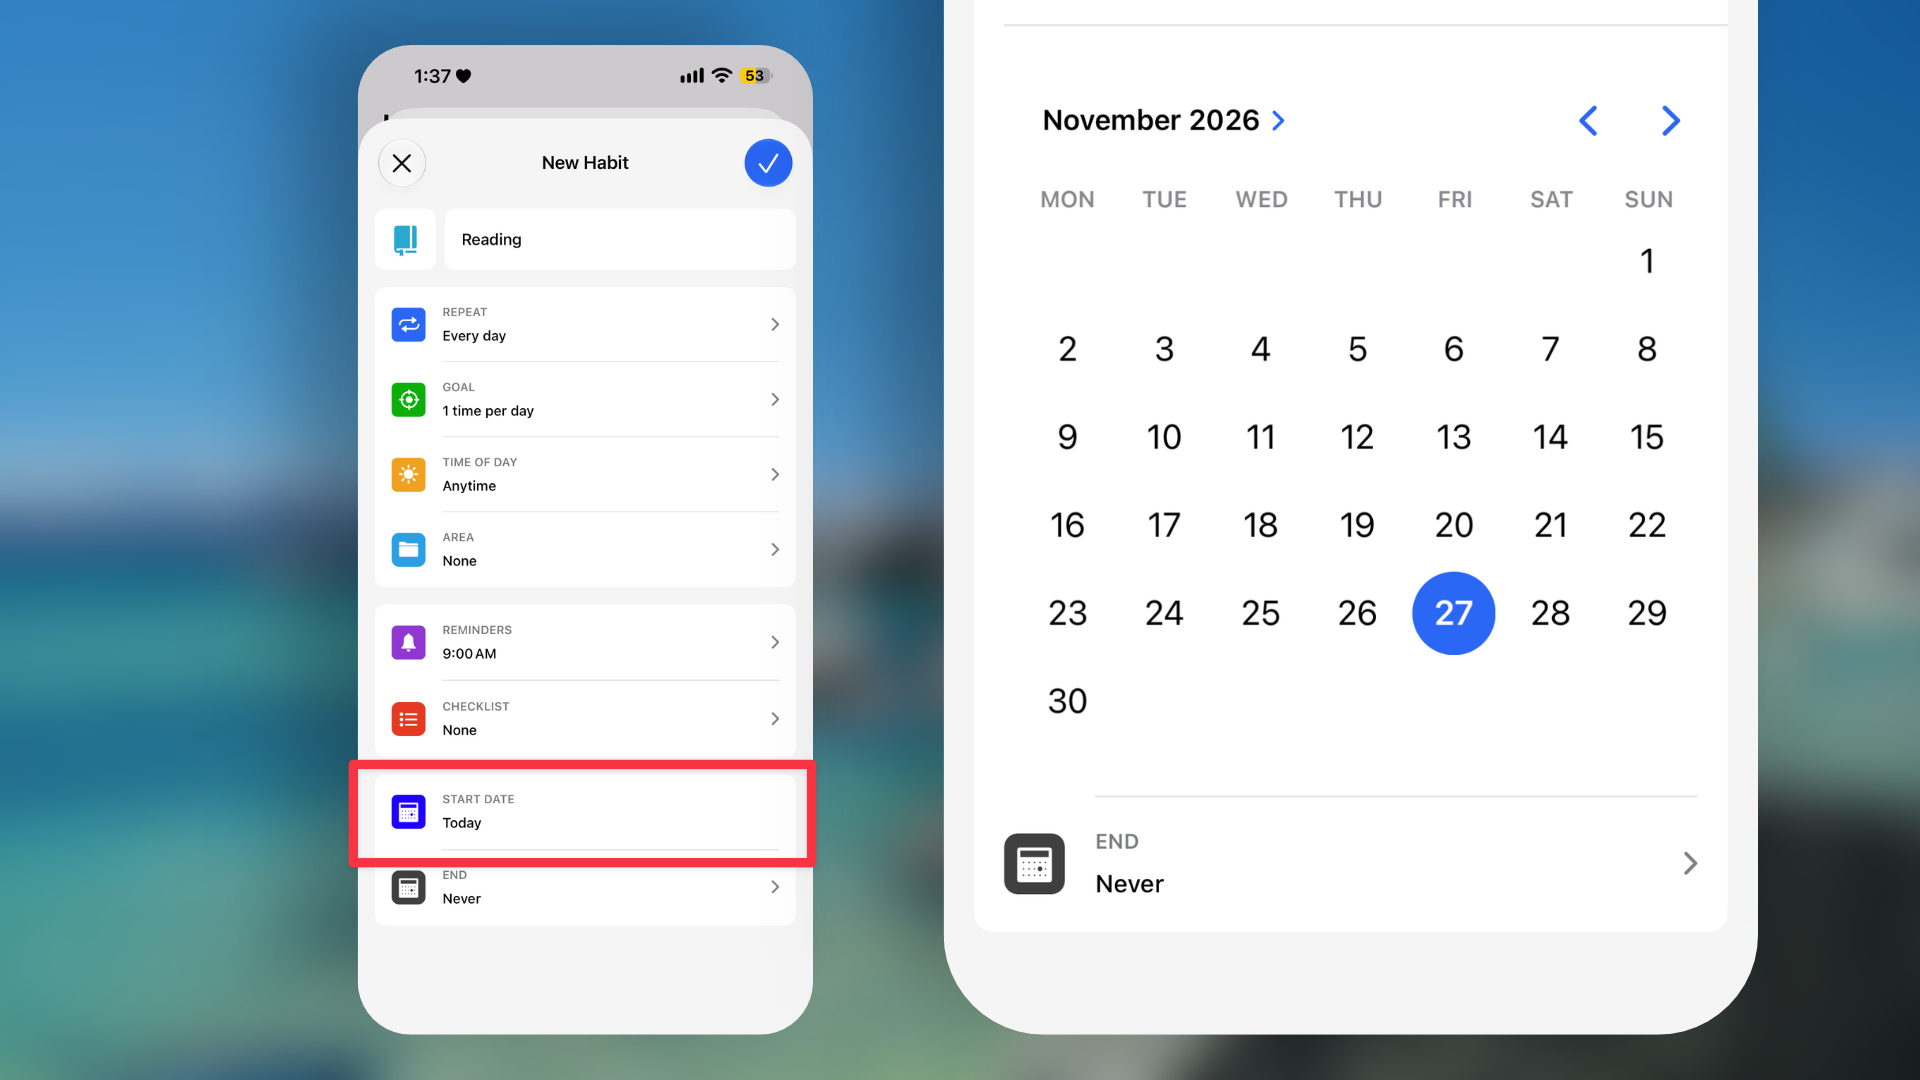 1:37
53
New Habit
Reading
REPEAT
Every day
GOAL
1 time per day
TIME OF DAY
Anytime
AREA
None
REMINDERS
9:00 AM
CHECKLIST
None
START DATE
Today
END
Never
November 2026
MON TUE WED THU FRI SAT SUN
1
2 3 4 5 6 7 8
9 10 11 12 13 14 15
16 17 18 19 20 21 22
23 24 25 26 27 28 29
30
END
Never